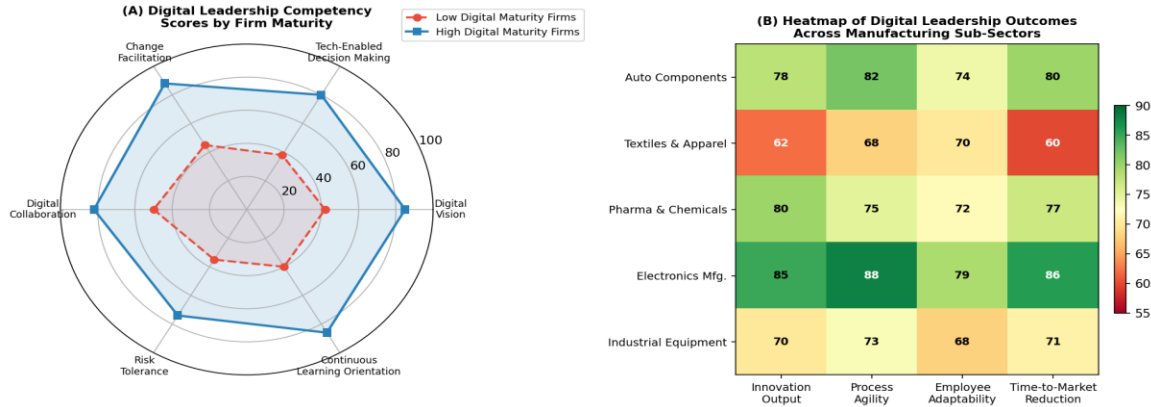 (A) Digital Leadership Competency
Scores by Firm Maturity
Low Digital Maturity Firms
High Digital Maturity Firms
Change
Facilitation
Tech-Enabled
Decision Making
100
80
60
40
20
Digital
Collaboration
Digital
Vision
Risk
Tolerance
Continuous
Learning Orientation
(B) Heatmap of Digital Leadership Outcomes
Across Manufacturing Sub-Sectors
Auto Components 78 82 74 80
Textiles & Apparel 62 68 70 60
Pharma & Chemicals 80 75 72 77
Electronics Mfg. 85 88 79 86
Industrial Equipment 70 73 68 71
Innovation
Output
Process
Agility
Employee
Adaptability
Time-to-Market
Reduction
90
85
80
75
70
65
60
55